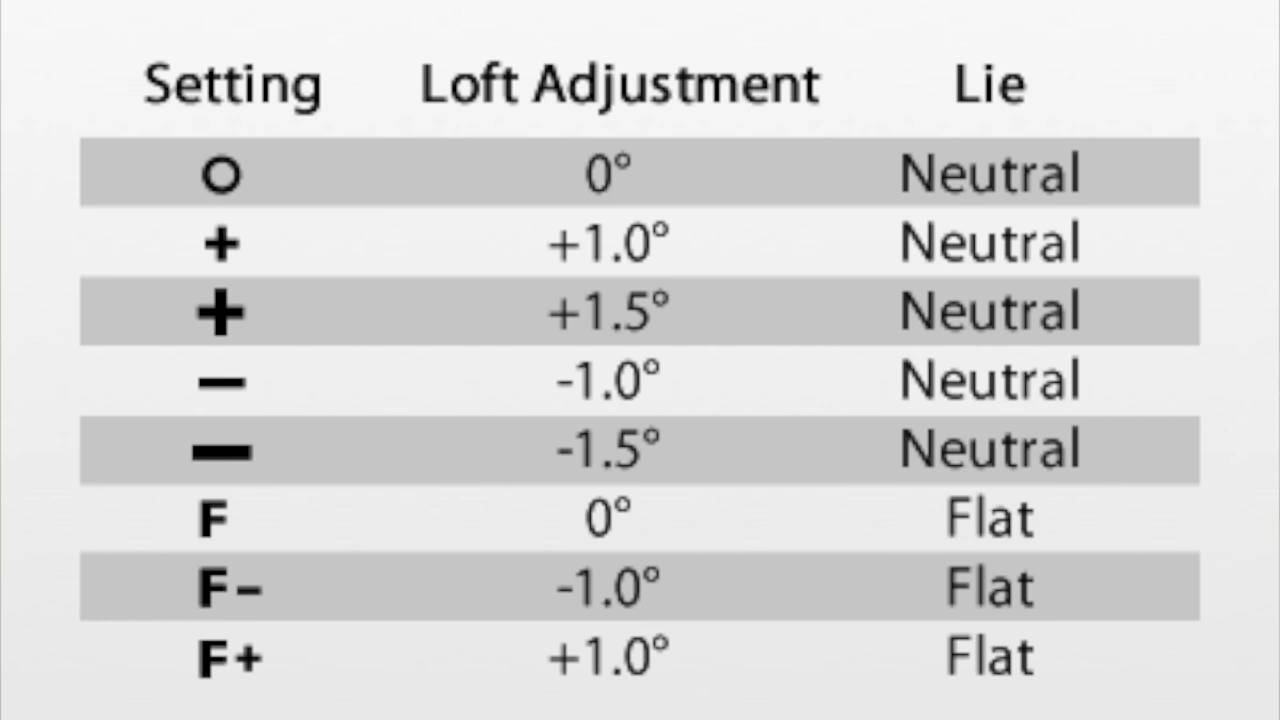 Setting Loft Adjustment Lie
O 0° Neutral
+ +1.0° Neutral
+ +1.5° Neutral
– -1.0° Neutral
– -1.5° Neutral
F 0° Flat
F– -1.0° Flat
F+ +1.0° Flat